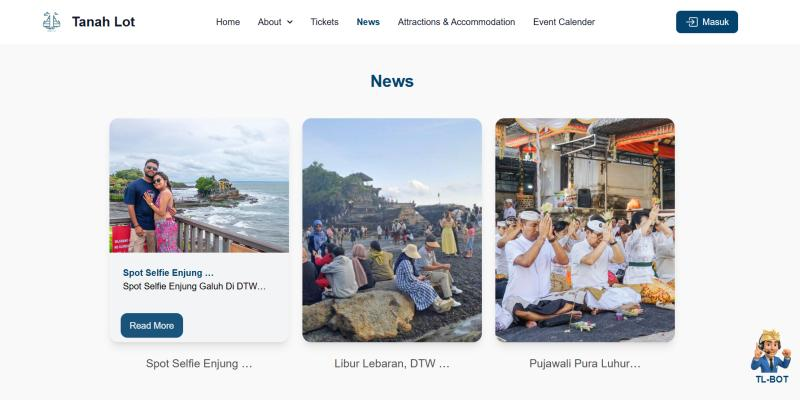 Tanah Lot
Home
About
Tickets
News
Attractions & Accommodation
Event Calender
Masuk
News
Spot Selfie Enjung …
Spot Selfie Enjung Galuh Di DTW…
Read More
Spot Selfie Enjung …
Libur Lebaran, DTW …
Pujawali Pura Luhur…
TL-BOT